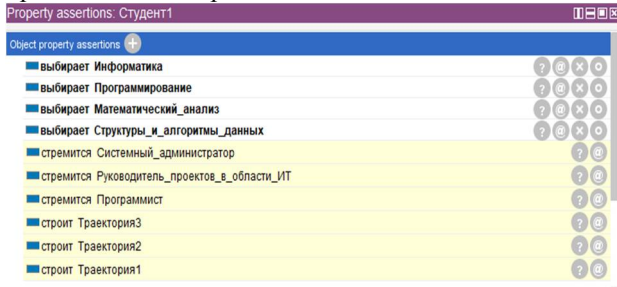 Property assertions: Студент1
Object property assertions
выбирает Информатика
выбирает Программирование
выбирает Математический_анализ
выбирает Структуры_и_алгоритмы_данных
стремится Системный_администратор
стремится Руководитель_проектов_в_области_ИТ
стремится Программист
строит Траектория3
строит Траектория2
строит Траектория1